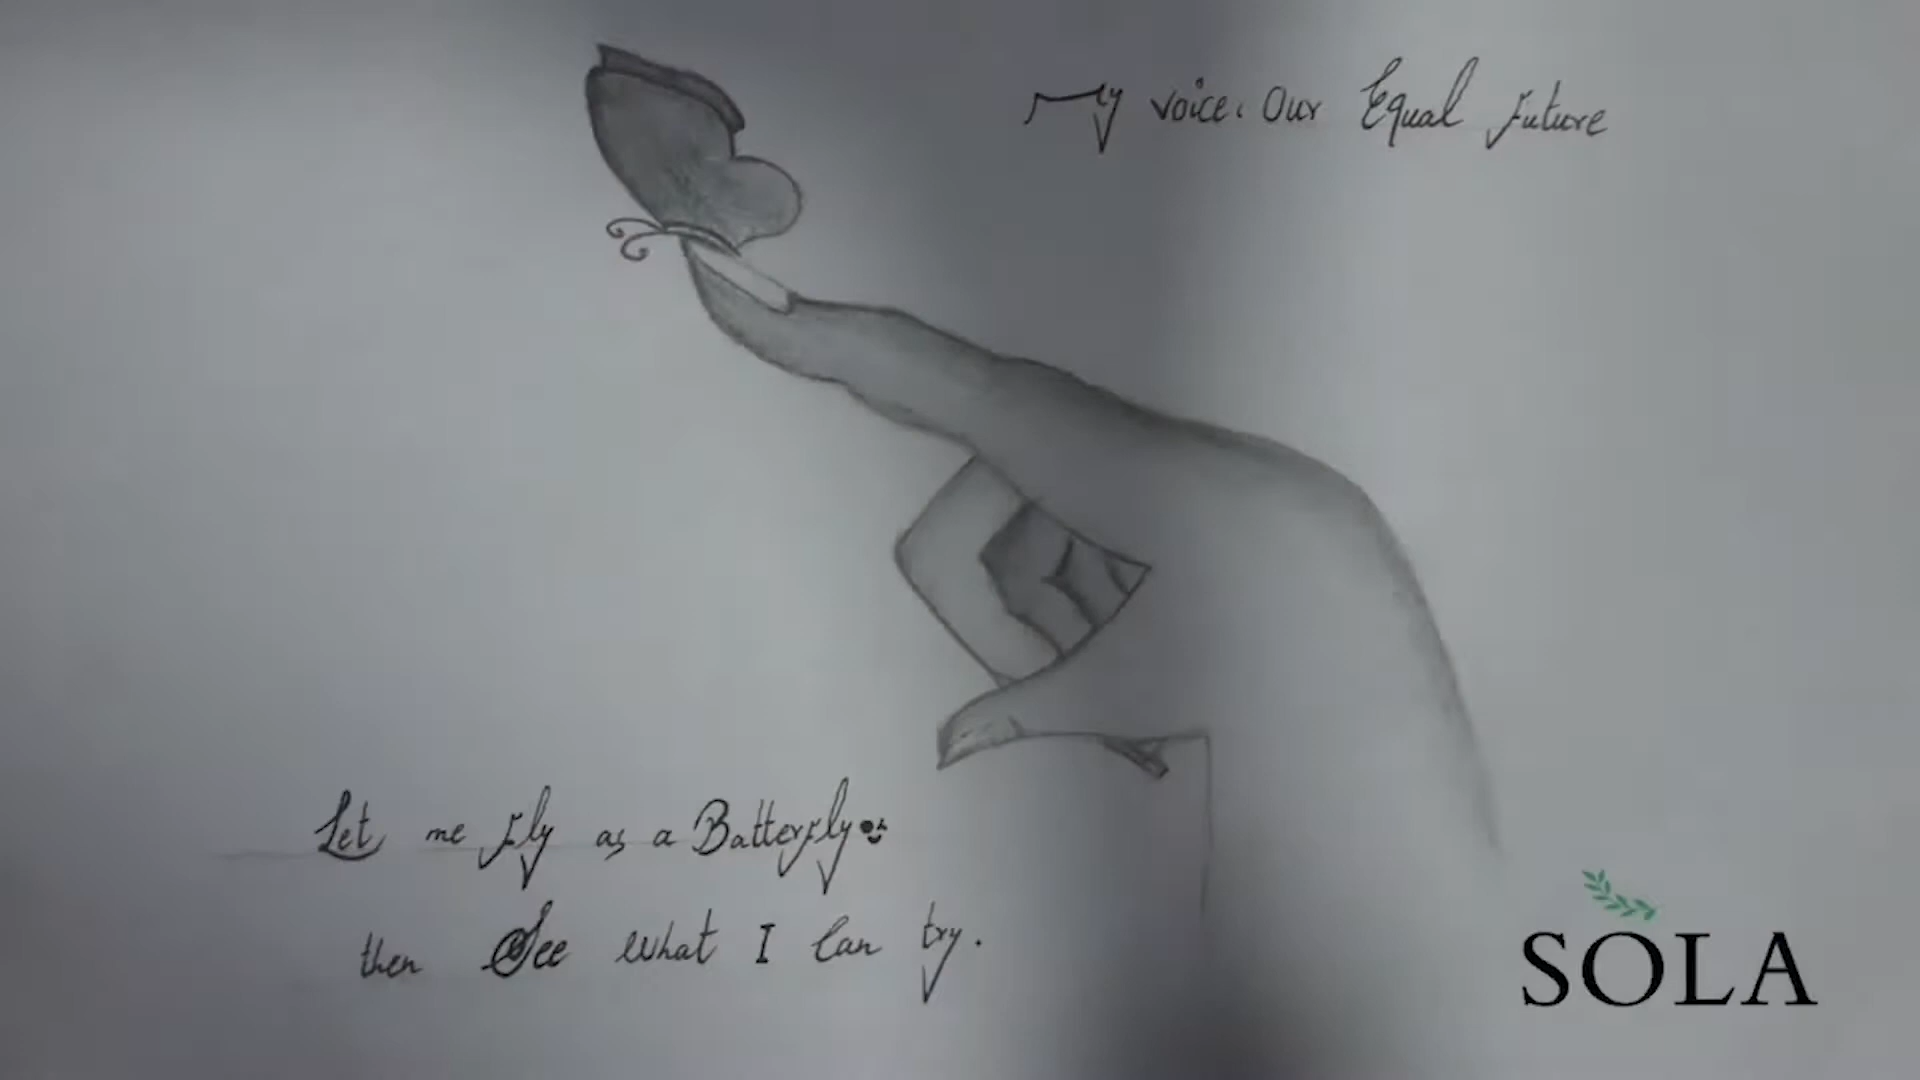 My voice. Our Equal Future
Let me fly as a Batterfly
then See what I Can try.
SOLA